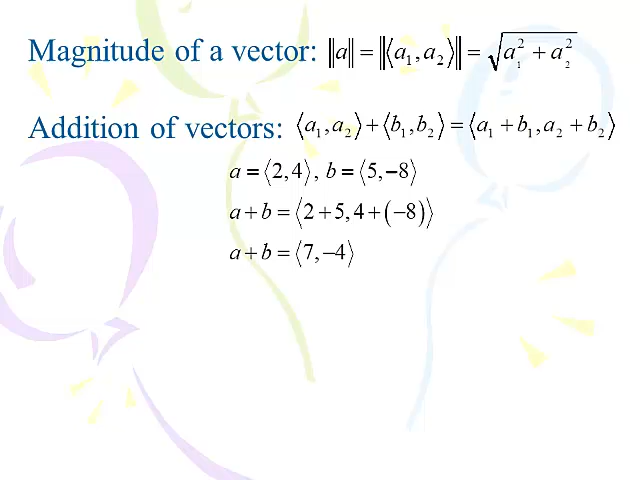 Magnitude of a vector: ‖a‖ = ‖⟨a₁, a₂⟩‖ = √(a₁² + a₂²)
Addition of vectors: ⟨a₁, a₂⟩ + ⟨b₁, b₂⟩ = ⟨a₁ + b₁, a₂ + b₂⟩
a = ⟨2, 4⟩, b = ⟨5, −8⟩
a + b = ⟨2 + 5, 4 + (−8)⟩
a + b = ⟨7, −4⟩